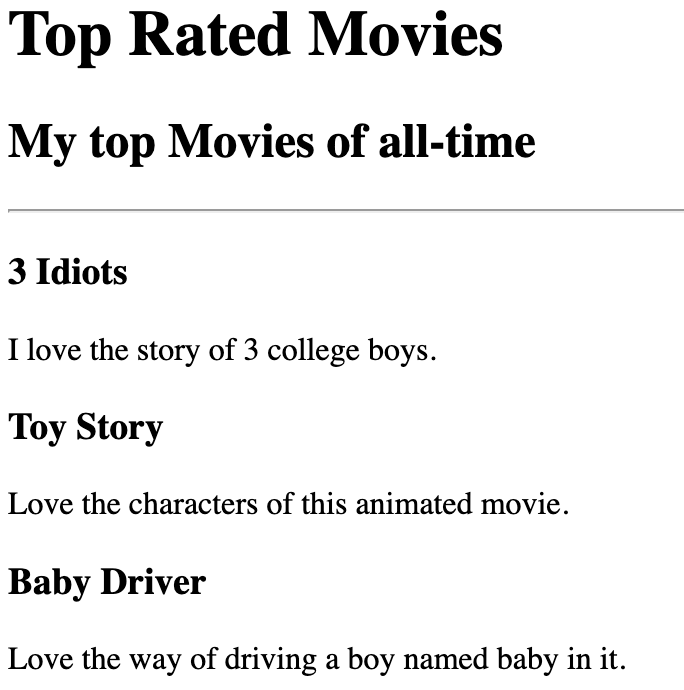 Top Rated Movies
My top Movies of all-time
3 Idiots
I love the story of 3 college boys.
Toy Story
Love the characters of this animated movie.
Baby Driver
Love the way of driving a boy named baby in it.